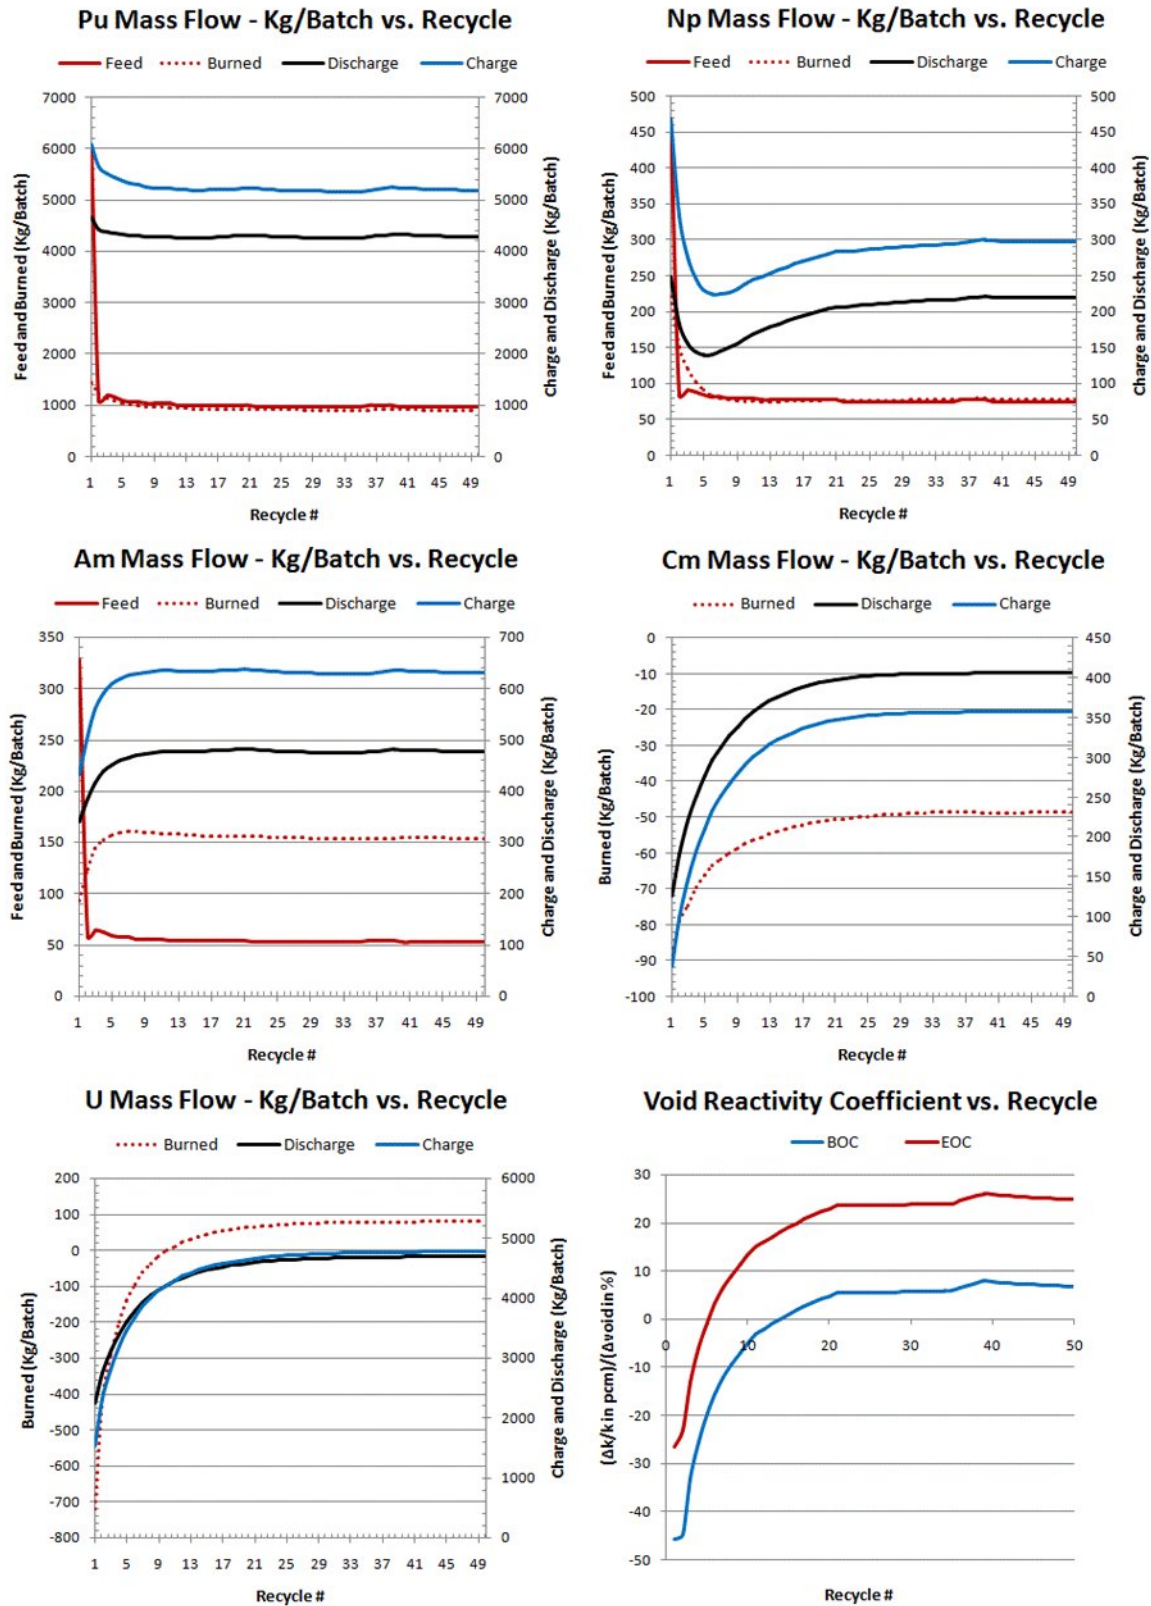 Pu Mass Flow - Kg/Batch vs. Recycle
Feed Burned Discharge Charge
7000 7000
6000 6000
5000 5000
4000 4000
3000 3000
2000 2000
1000 1000
0 0
1 5 9 13 17 21 25 29 33 37 41 45 49
Feed and Burned (Kg/Batch)
Charge and Discharge (Kg/Batch)
Recycle #
Np Mass Flow - Kg/Batch vs. Recycle
Feed Burned Discharge Charge
500 500
450 450
400 400
350 350
300 300
250 250
200 200
150 150
100 100
50 50
0 0
1 5 9 13 17 21 25 29 33 37 41 45 49
Feed and Burned (Kg/Batch)
Charge and Discharge (Kg/Batch)
Recycle #
Am Mass Flow - Kg/Batch vs. Recycle
Feed Burned Discharge Charge
350 700
300 600
250 500
200 400
150 300
100 200
50 100
0 0
1 5 9 13 17 21 25 29 33 37 41 45 49
Feed and Burned (Kg/Batch)
Charge and Discharge (Kg/Batch)
Recycle #
Cm Mass Flow - Kg/Batch vs. Recycle
Burned Discharge Charge
0 450
-10 400
-20 350
-30 300
-40 250
-50 200
-60 150
-70 100
-80 50
-90 0
-100
1 5 9 13 17 21 25 29 33 37 41 45 49
Burned (Kg/Batch)
Charge and Discharge (Kg/Batch)
Recycle #
U Mass Flow - Kg/Batch vs. Recycle
Burned Discharge Charge
200 6000
100 5000
0 4000
-100 3000
-200 2000
-300 1000
-400 0
-500
-600
-700
-800
1 5 9 13 17 21 25 29 33 37 41 45 49
Burned (Kg/Batch)
Charge and Discharge (Kg/Batch)
Recycle #
Void Reactivity Coefficient vs. Recycle
BOC EOC
30
20
10
0
-10
-20
-30
-40
-50
0 10 20 30 40 50
(Δk/k in pcm)/(Δvoid in %)
Recycle #